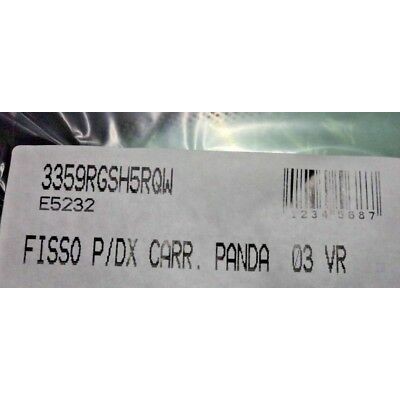 3359RGSH5RQW
E5232
12345687
FISSO P/DX CARR. PANDA 03 VR